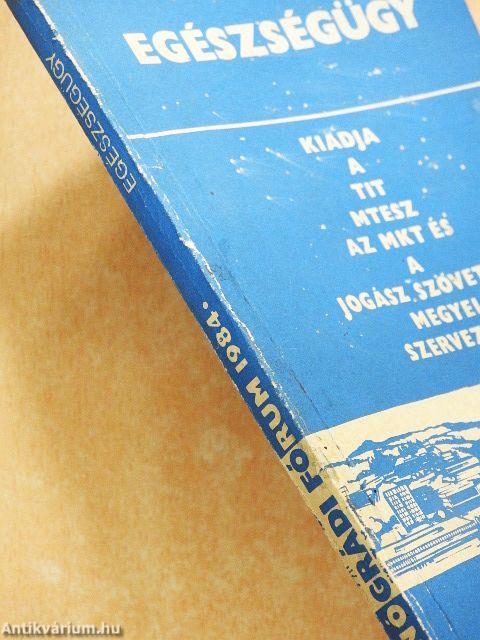 EGÉSZSÉGÜGY
KIADJA
A
TIT
MTESZ
AZ MKT ÉS
A
JOGÁSZ SZÖVET
MEGYEI
SZERVEZ
EGÉSZSÉGÜGY
NÓGRÁDI FÓRUM 1984.
Antikvárium.hu